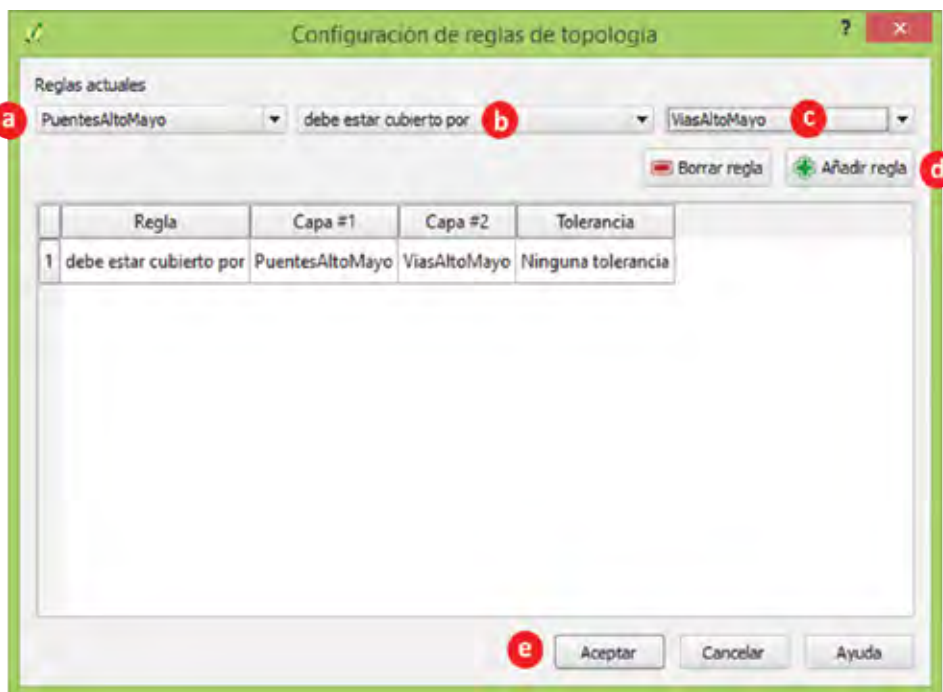 Configuración de reglas de topología ? ×
Reglas actuales
a PuentesAltoMayo debe estar cubierto por b ViasAltoMayo c
Borrar regla Añadir regla d
Regla Capa #1 Capa #2 Tolerancia
1 debe estar cubierto por PuentesAltoMayo ViasAltoMayo Ninguna tolerancia
e Aceptar Cancelar Ayuda